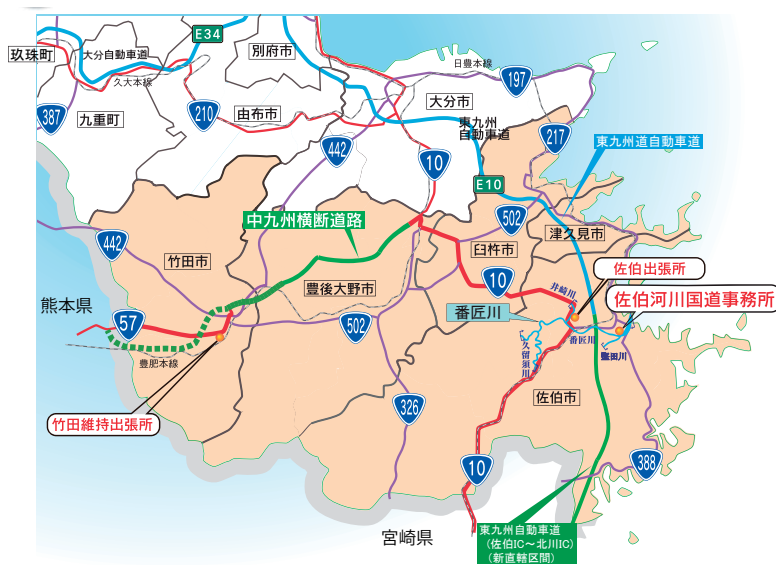 E34
別府市
玖珠町
大分自動車道
日豊本線
久大本線
197
大分市
387
210
九重町
由布市
東九州
自動車道
217
442
10
東九州道自動車道
E10
502
中九州横断道路
442
竹田市
臼杵市
津久見市
佐伯出張所
10
豊後大野市
井崎川
佐伯河川国道事務所
熊本県
番匠川
57
502
番匠川
堅田川
久留須川
豊肥本線
佐伯市
竹田維持出張所
326
10
388
東九州自動車道
(佐伯IC～北川IC)
(新直轄区間)
宮崎県